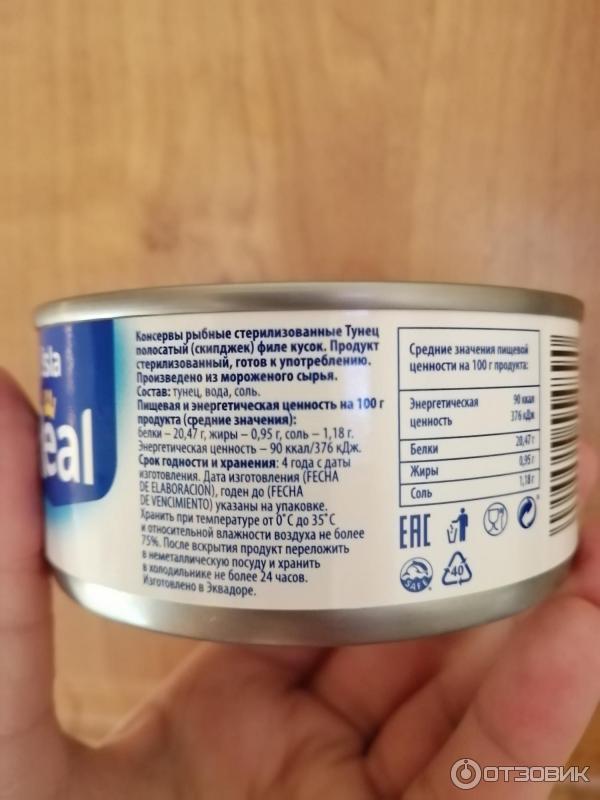 Isla
deal
Консервы рыбные стерилизованные Тунец
полосатый (скипджек) филе кусок. Продукт
стерилизованный, готов к употреблению.
Произведено из мороженого сырья.
Состав: тунец, вода, соль.
Пищевая и энергетическая ценность на 100 г
продукта (средние значения):
белки – 20,47 г, жиры – 0,95 г, соль – 1,18 г.
Энергетическая ценность – 90 ккал/376 кДж.
Срок годности и хранения: 4 года с даты
изготовления. Дата изготовления (FECHA
DE ELABORACION), годен до (FECHA
DE VENCIMIENTO) указаны на упаковке.
Хранить при температуре от 0˚С до 35˚С
и относительной влажности воздуха не более
75%. После вскрытия продукт переложить
в неметаллическую посуду и хранить
в холодильнике не более 24 часов.
Изготовлено в Эквадоре.
Средние значения пищевой
ценности на 100 г продукта:
Энергетическая ценность
90 ккал
376 кДж
Белки 20,47 г
Жиры 0,95 г
Соль 1,18 г
EAC
SAFE
40
ОТЗОВИК